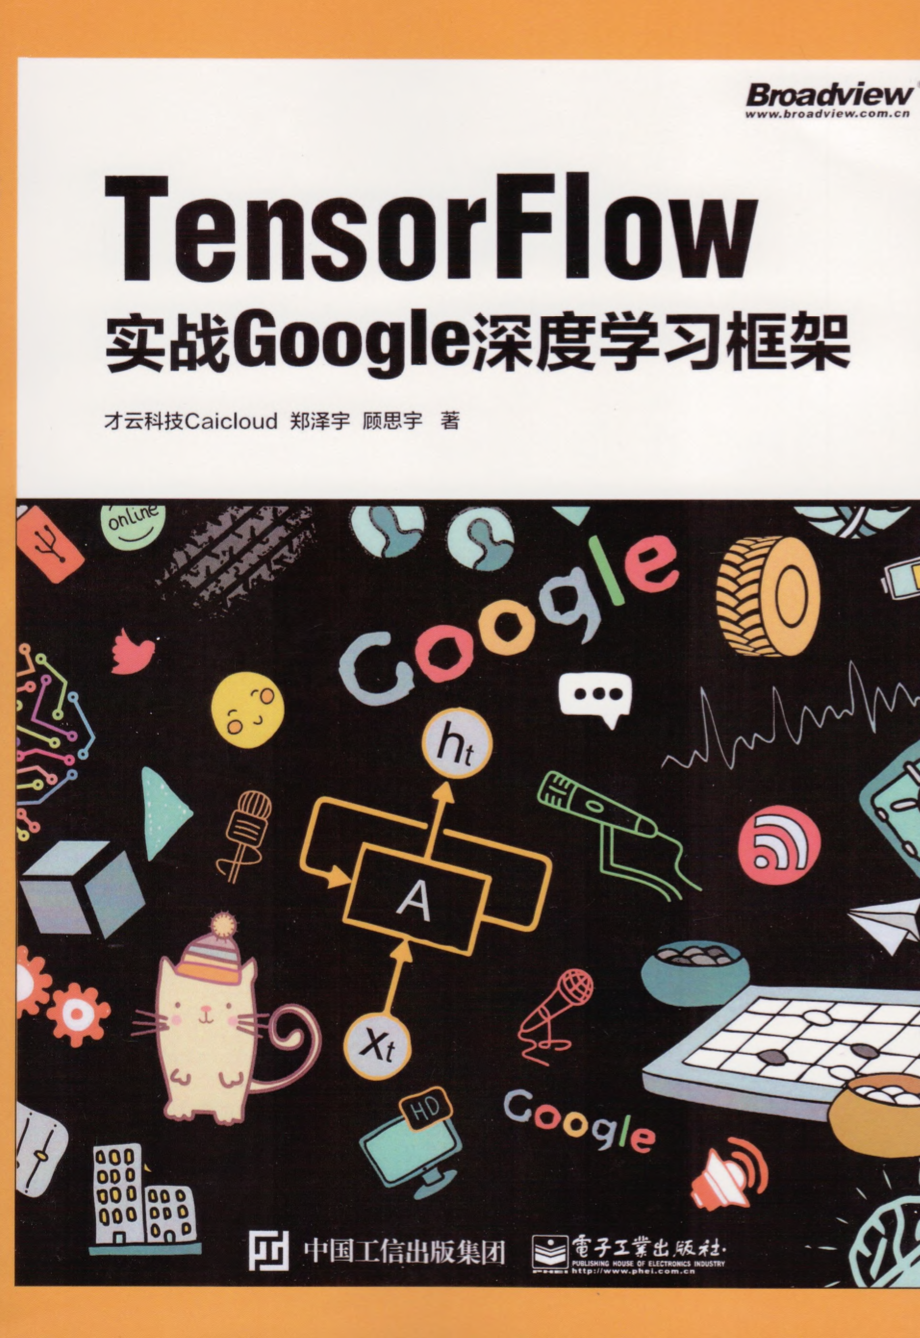 Broadview
www.broadview.com.cn
TensorFlow
实战Google深度学习框架
才云科技Caicloud 郑泽宇 顾思宇 著
online
Google
ht
A
Xt
HD
Google
中国工信出版集团
電子工業出版社·
PUBLISHING HOUSE OF ELECTRONICS INDUSTRY
PHEI
http://www.phei.com.cn